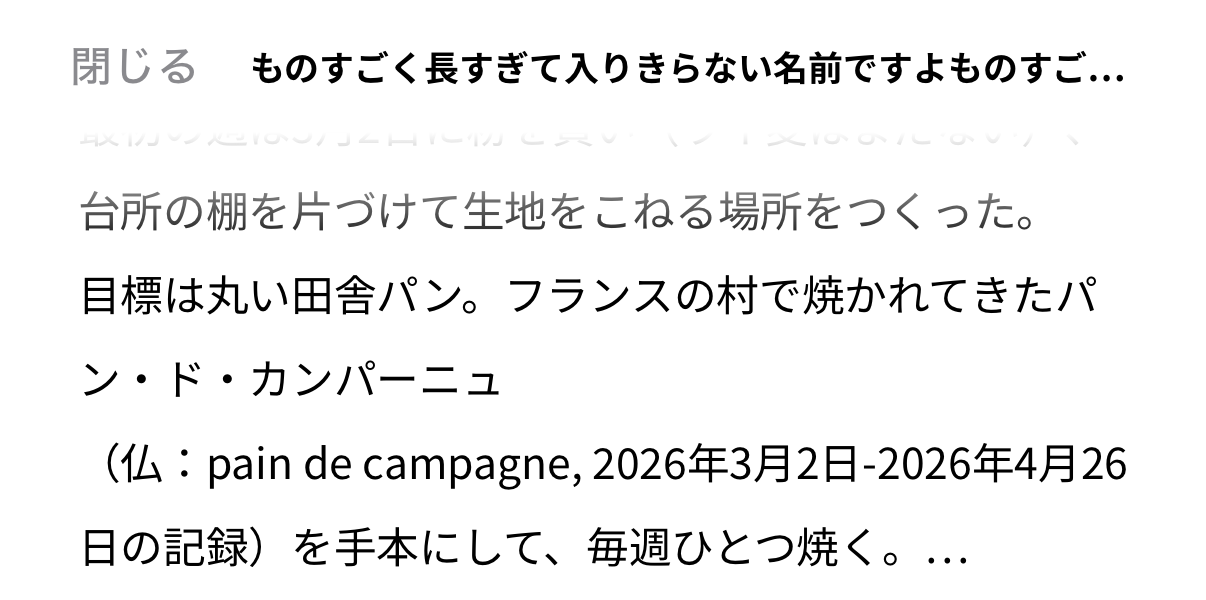 閉じる ものすごく長すぎて入りきらない名前ですよものすご…
台所の棚を片づけて生地をこねる場所をつくった。
目標は丸い田舎パン。フランスの村で焼かれてきたパ
ン・ド・カンパーニュ
（仏：pain de campagne, 2026年3月2日-2026年4月26
日の記録）を手本にして、毎週ひとつ焼く。…